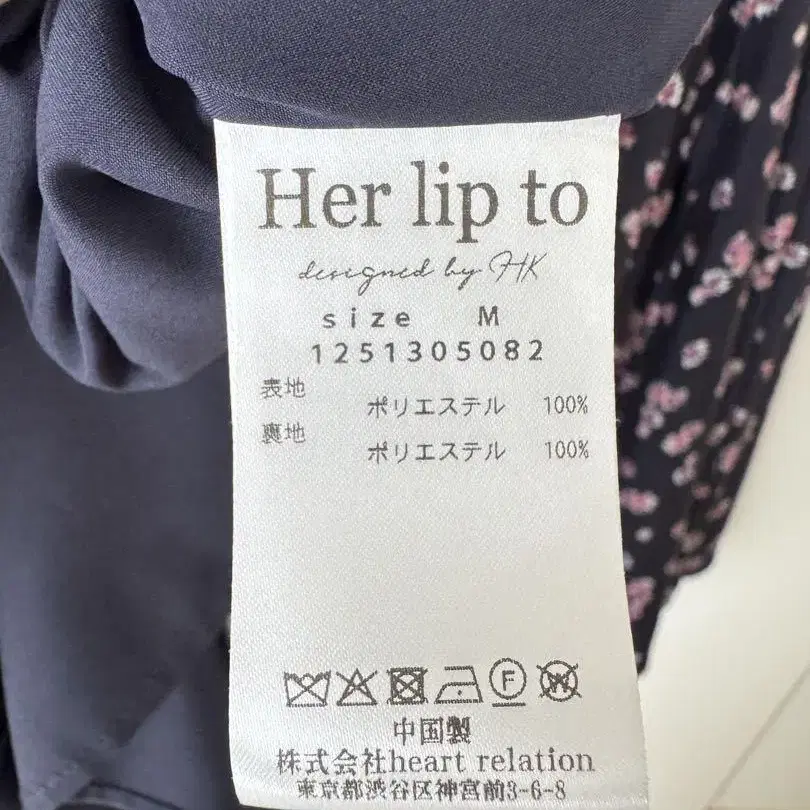 Her lip to
designed by HK
size M
1251305082
表地
ポリエステル 100%
裏地
ポリエステル 100%
F
W
中国製
株式会社heart relation
東京都渋谷区神宮前3-6-8